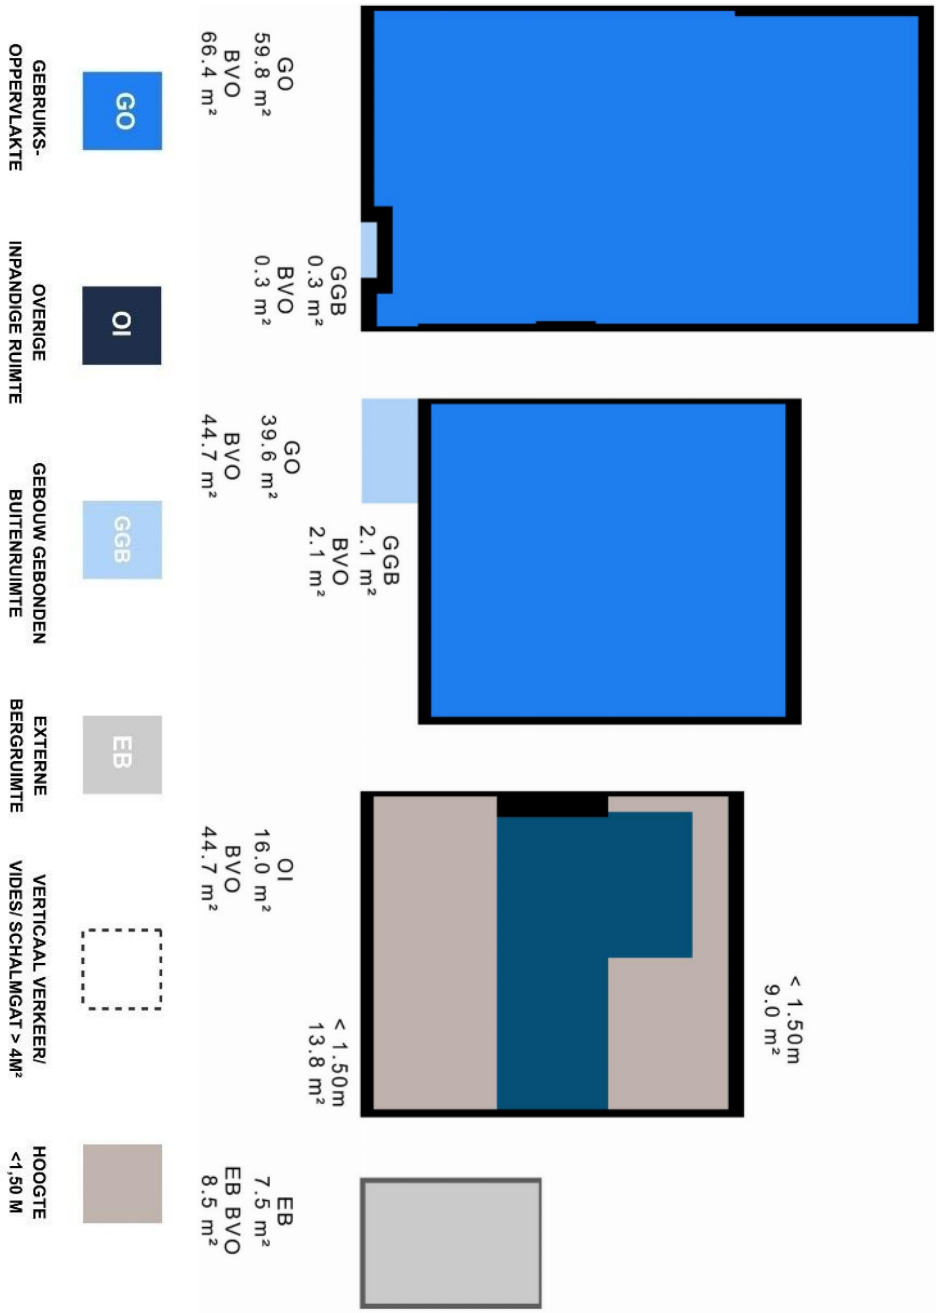 GO
59.8 m²
BVO
66.4 m²
GGB
0.3 m²
BVO
0.3 m²
GGB
2.1 m²
BVO
2.1 m²
GO
39.6 m²
BVO
44.7 m²
< 1.50m
9.0 m²
< 1.50m
13.8 m²
OI
16.0 m²
BVO
44.7 m²
EB
7.5 m²
EB BVO
8.5 m²
GO
GEBRUIKS-
OPPERVLAKTE
OI
OVERIGE
INPANDIGE RUIMTE
GGB
GEBOUW GEBONDEN
BUITENRUIMTE
EB
EXTERNE
BERGRUIMTE
VERTICAAL VERKEER/
VIDES/ SCHALMGAT > 4M²
HOOGTE
<1,50 M